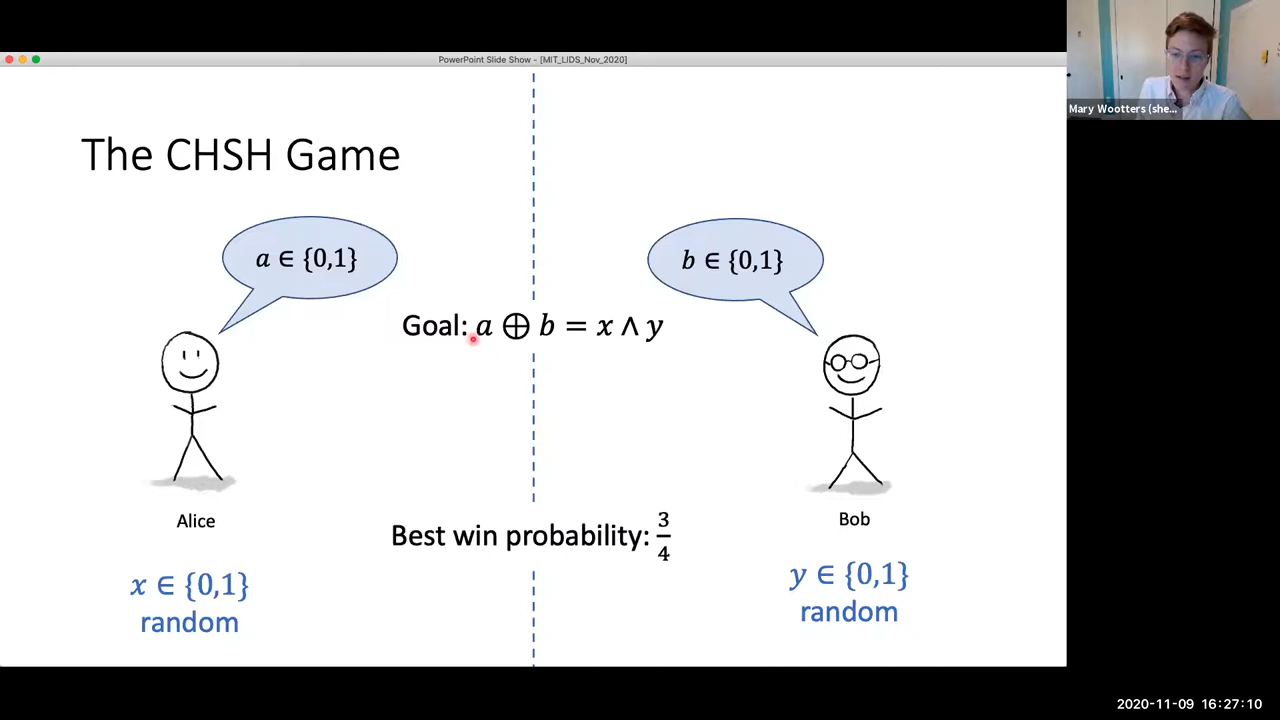 PowerPoint Slide Show - [MIT_LIDS_Nov_2020]
Mary Wootters (she...
The CHSH Game
a ∈ {0,1}
b ∈ {0,1}
Goal: a ⊕ b = x ∧ y
Alice
Bob
Best win probability: 3/4
x ∈ {0,1}
random
y ∈ {0,1}
random
2020-11-09 16:27:10